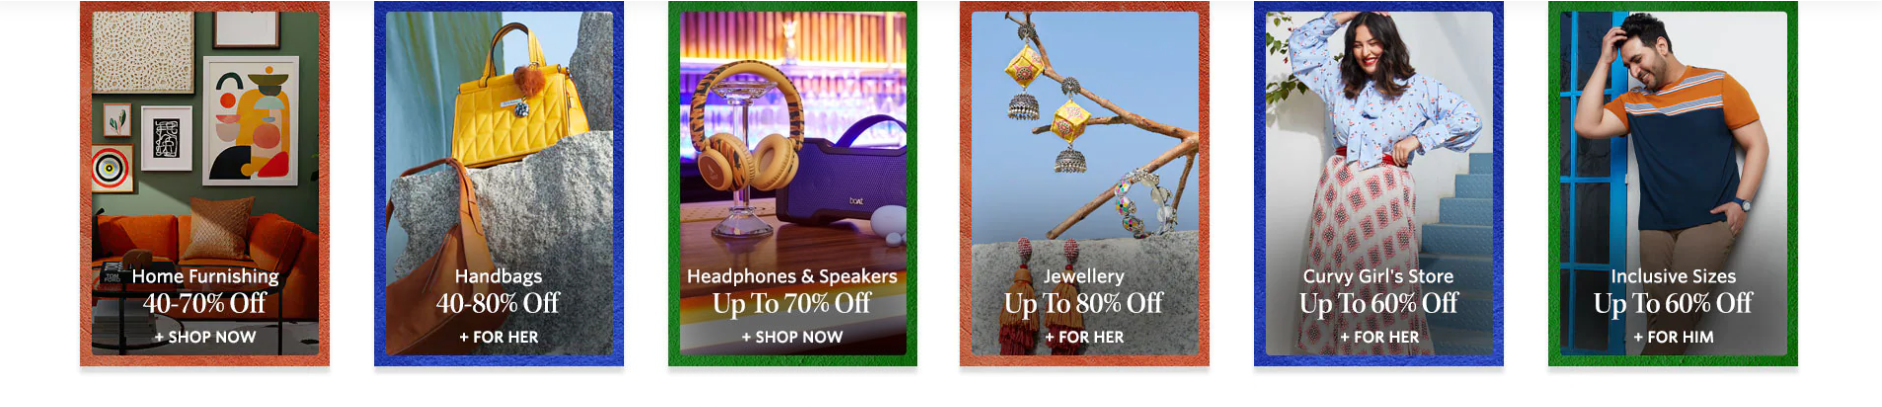 Home Furnishing
40-70% Off
+ SHOP NOW
Handbags
40-80% Off
+ FOR HER
boAt
Headphones & Speakers
Up To 70% Off
+ SHOP NOW
Jewellery
Up To 80% Off
+ FOR HER
Curvy Girl's Store
Up To 60% Off
+ FOR HER
Inclusive Sizes
Up To 60% Off
+ FOR HIM